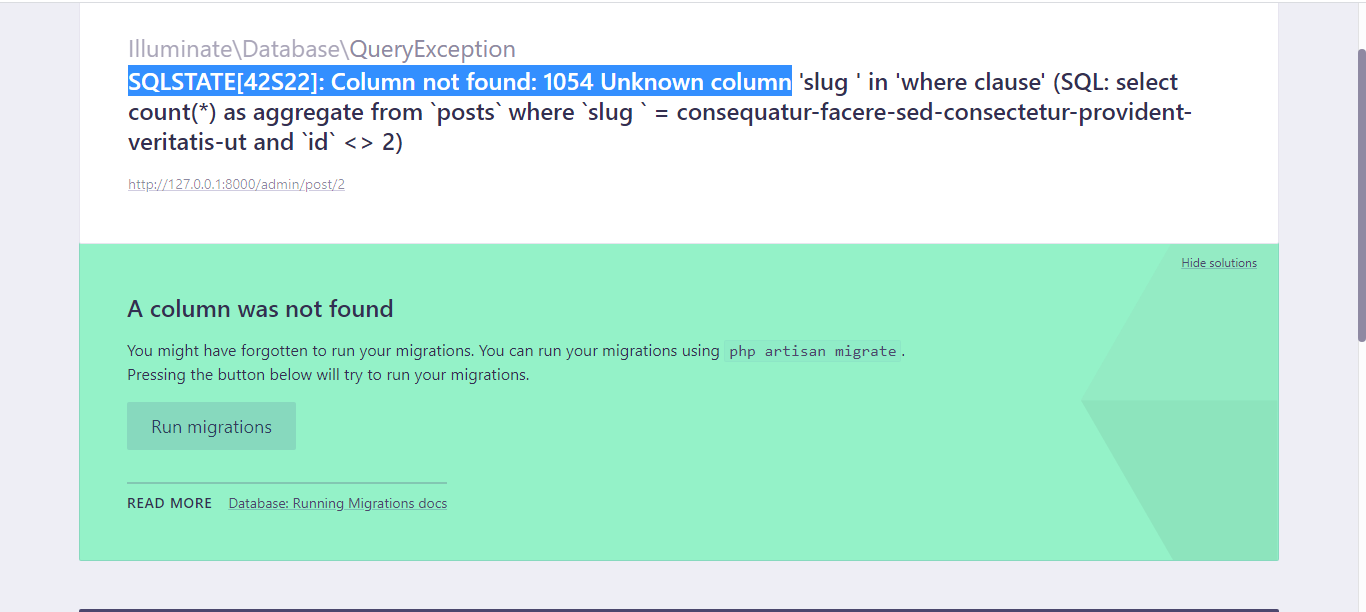 Illuminate\Database\QueryException
SQLSTATE[42S22]: Column not found: 1054 Unknown column 'slug ' in 'where clause' (SQL: select
count(*) as aggregate from `posts` where `slug ` = consequatur-facere-sed-consectetur-provident-
veritatis-ut and `id` <> 2)
http://127.0.0.1:8000/admin/post/2
Hide solutions
A column was not found
You might have forgotten to run your migrations. You can run your migrations using php artisan migrate.
Pressing the button below will try to run your migrations.
Run migrations
READ MORE Database: Running Migrations docs